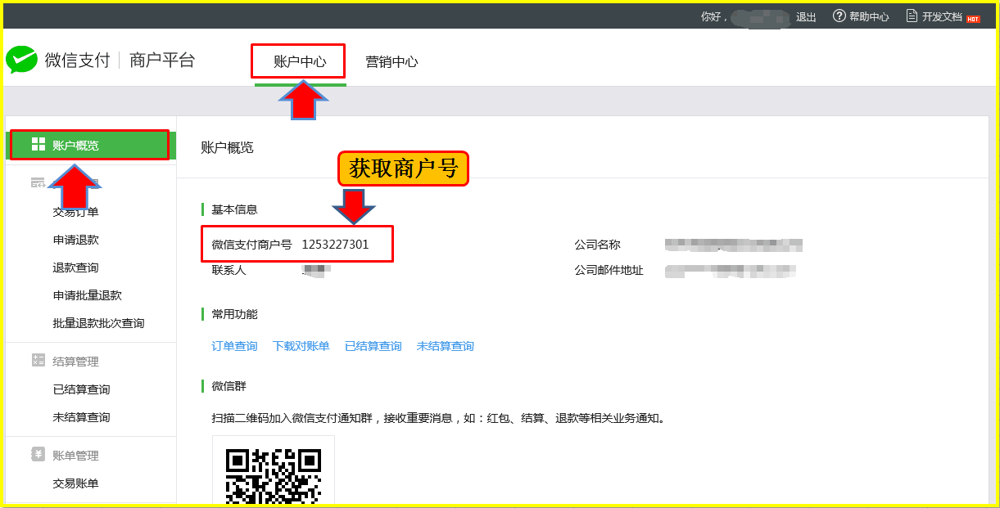 你好，
退出
帮助中心
开发文档 HOT
微信支付 商户平台
账户中心
营销中心
账户概览
交易订单
申请退款
退款查询
申请批量退款
批量退款批次查询
结算管理
已结算查询
未结算查询
账单管理
交易账单
账户概览
获取商户号
基本信息
微信支付商户号 1253227301
公司名称
联系人
公司邮件地址
常用功能
订单查询 下载对账单 已结算查询 未结算查询
微信群
扫描二维码加入微信支付通知群，接收重要消息，如：红包、结算、退款等相关业务通知。